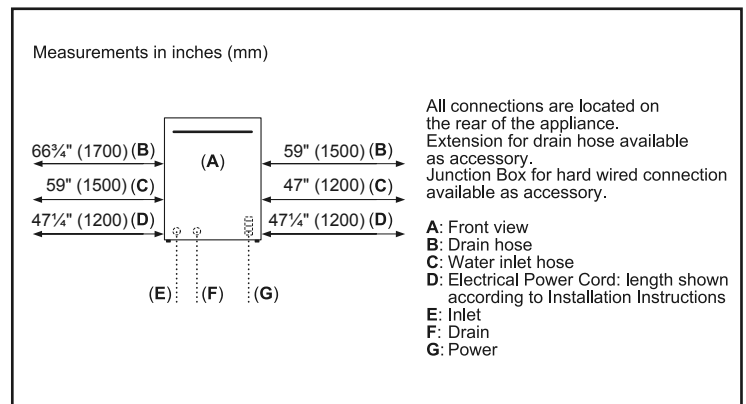 Measurements in inches (mm)
66¾" (1700) (B)
59" (1500) (C)
47¼" (1200) (D)
(A)
59" (1500) (B)
47" (1200) (C)
47¼" (1200) (D)
(E)
(F)
(G)
All connections are located on
the rear of the appliance.
Extension for drain hose available
as accessory.
Junction Box for hard wired connection
available as accessory.
A: Front view
B: Drain hose
C: Water inlet hose
D: Electrical Power Cord: length shown
according to Installation Instructions
E: Inlet
F: Drain
G: Power